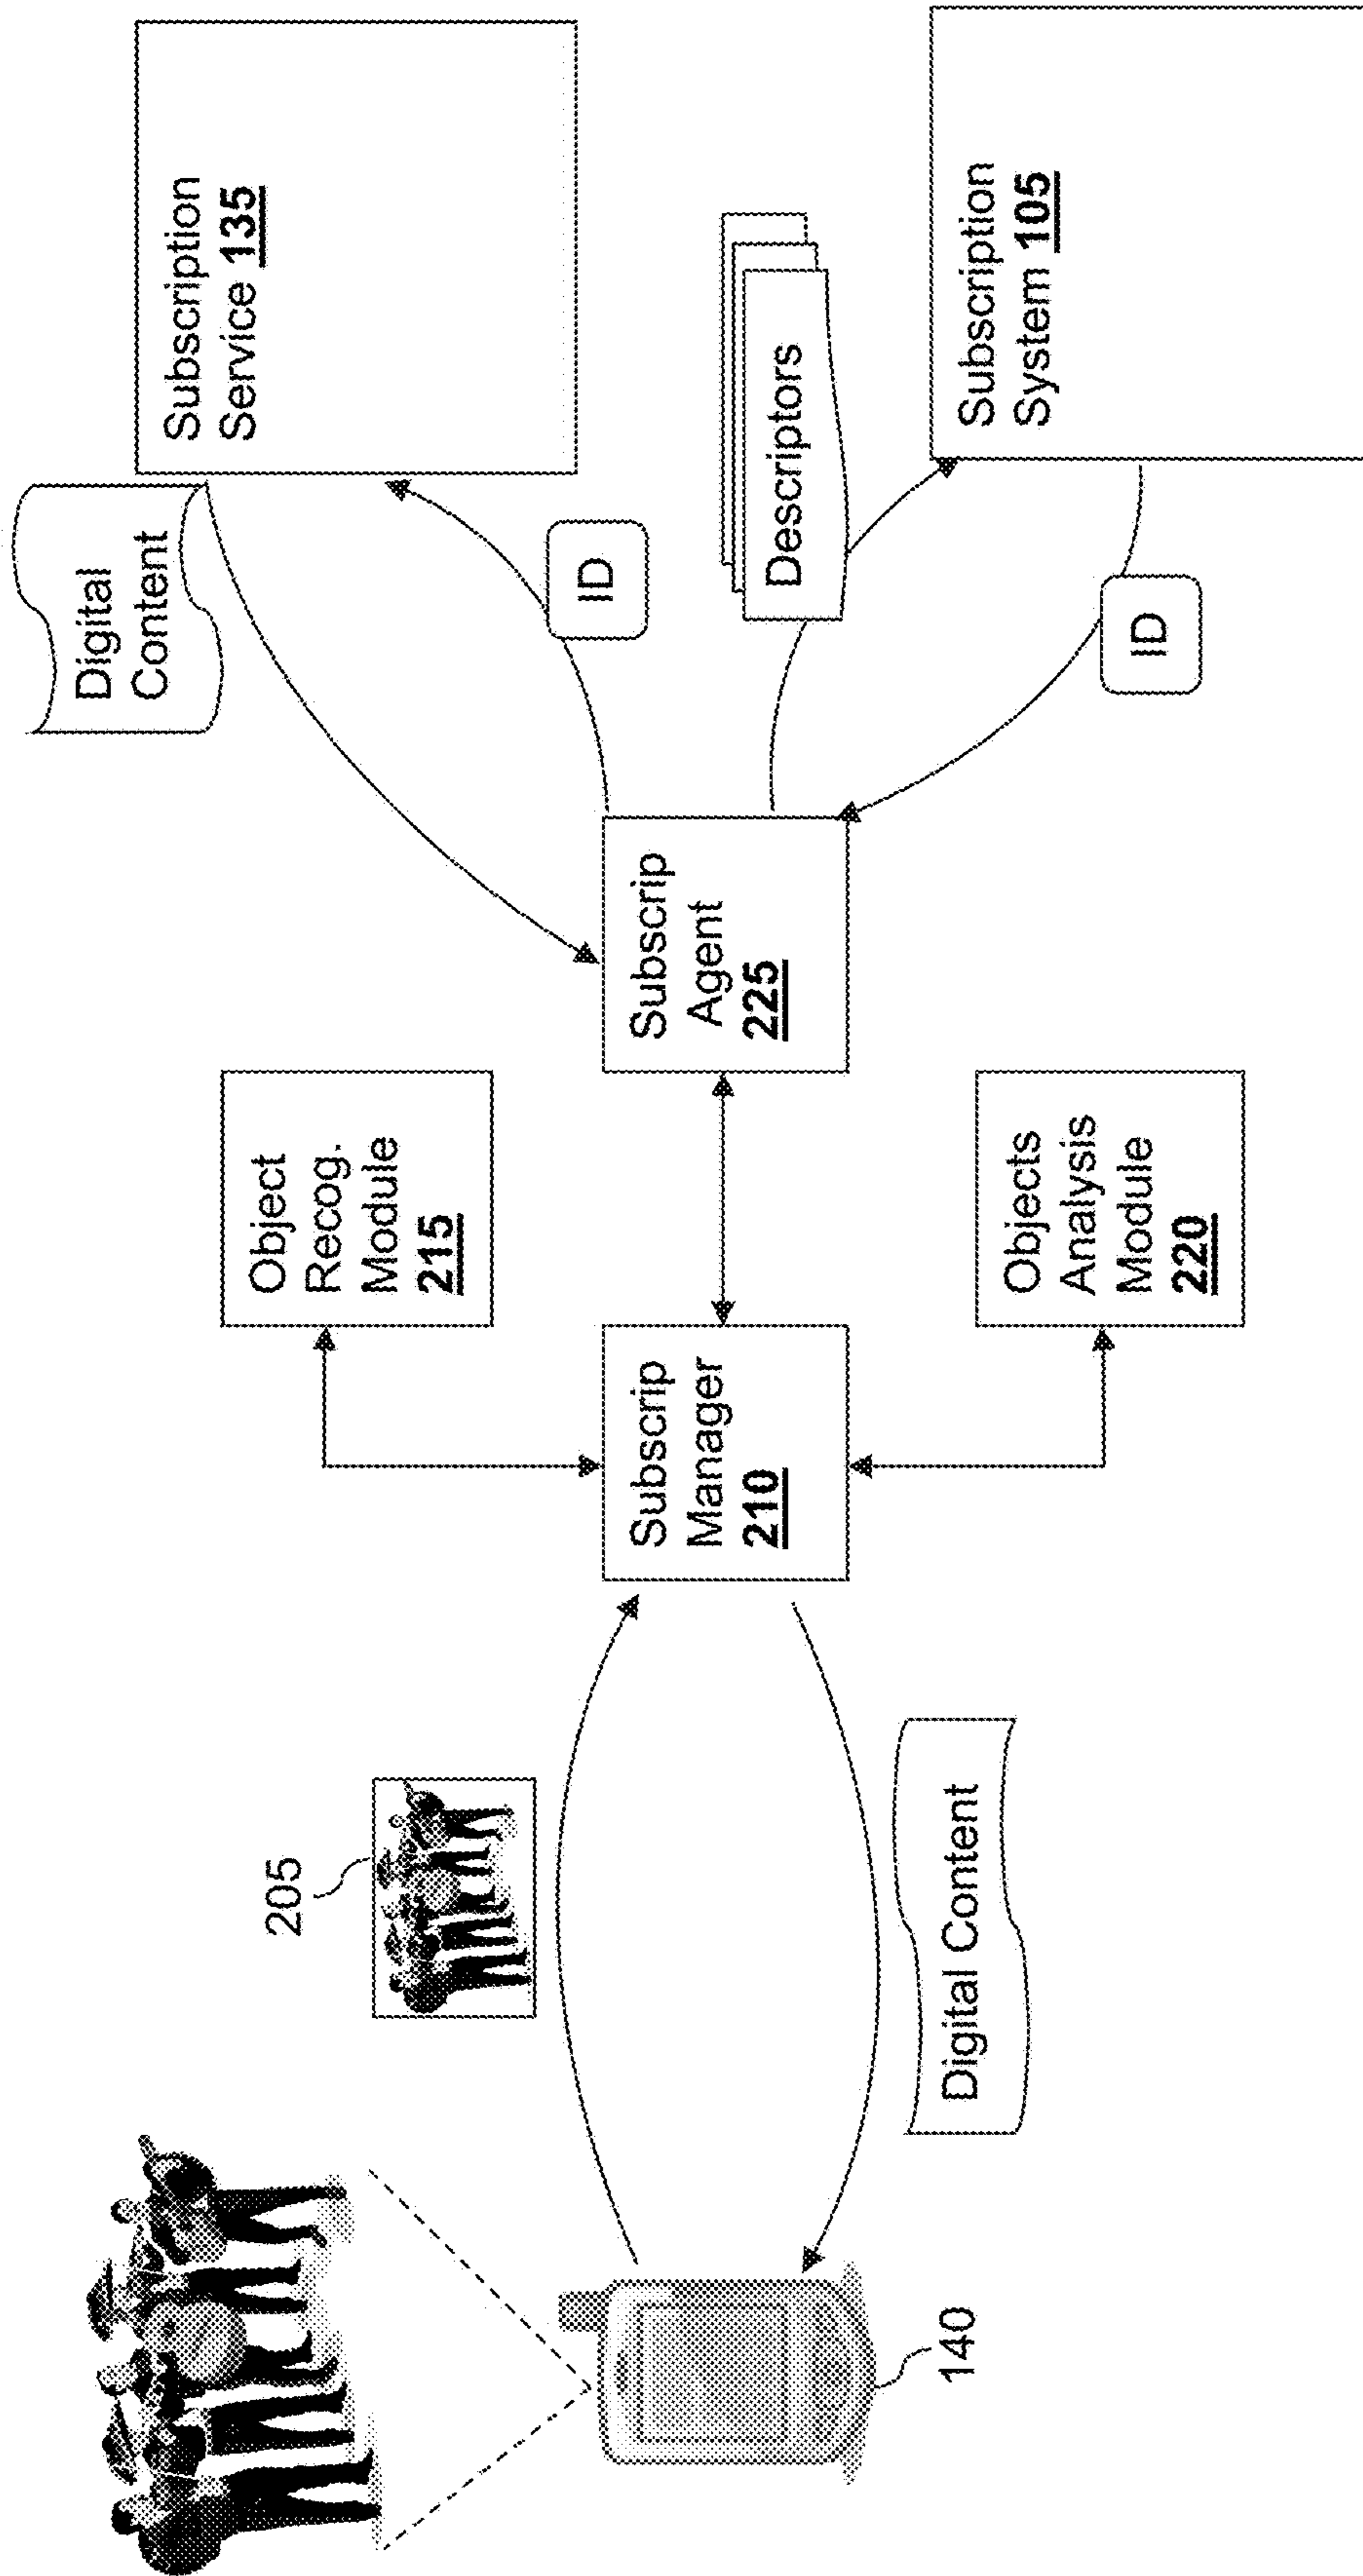 205
140
Digital Content
Subscrip
Manager
210
Object
Recog.
Module
215
Objects
Analysis
Module
220
Subscrip
Agent
225
Digital
Content
ID
Descriptors
ID
Subscription
Service 135
Subscription
System 105